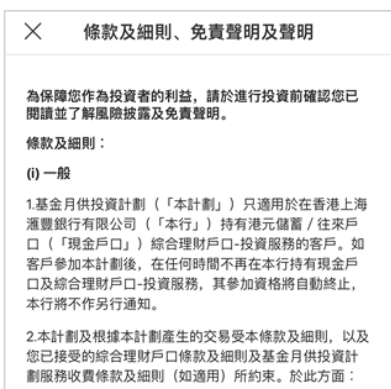 條款及細則、免責聲明及聲明
為保障您作為投資者的利益，請於進行投資前確認您已
閱讀並了解風險披露及免責聲明。
條款及細則：
(i) 一般
1.基金月供投資計劃（「本計劃」）只適用於在香港上海
滙豐銀行有限公司（「本行」）持有港元儲蓄 / 往來戶
口（「現金戶口」）綜合理財戶口-投資服務的客戶。如
客戶參加本計劃後，在任何時間不再在本行持有現金戶
口及綜合理財戶口-投資服務，其參加資格將自動終止，
本行將不作另行通知。
2.本計劃及根據本計劃產生的交易受本條款及細則，以及
您已接受的綜合理財戶口條款及細則及基金月供投資計
劃服務收費條款及細則（如適用）所約束。於此方面：